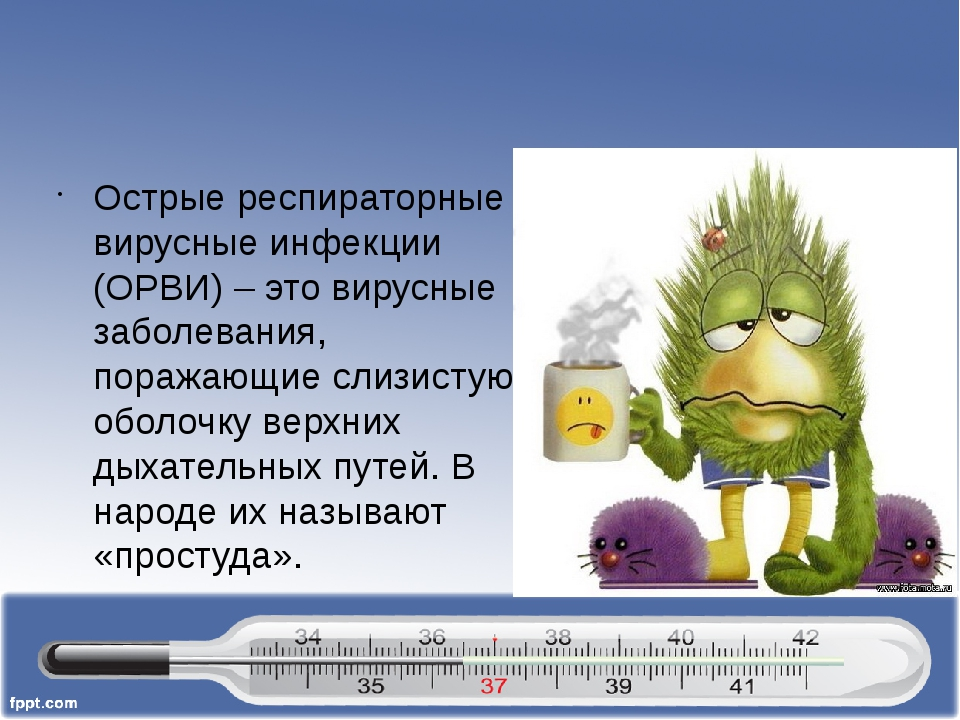 Острые респираторные
вирусные инфекции
(ОРВИ) – это вирусные
заболевания,
поражающие слизистую
оболочку верхних
дыхательных путей. В
народе их называют
«простуда».
34 36 38 40 42
35 37 39 41
fppt.com